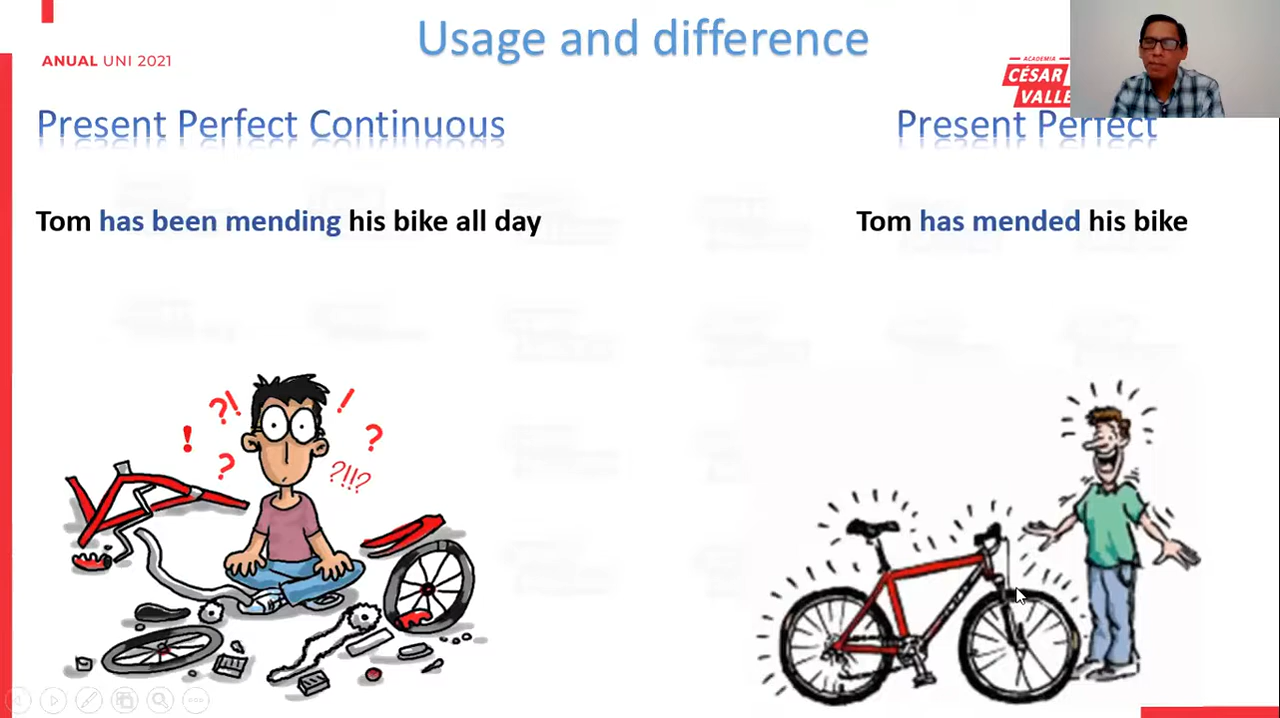 Usage and difference
ANUAL UNI 2021
ACADEMIA
CÉSAR
VALLE
Present Perfect Continuous
Present Perfect
Tom has been mending his bike all day
Tom has mended his bike
?! !
! ?
? ?!!?